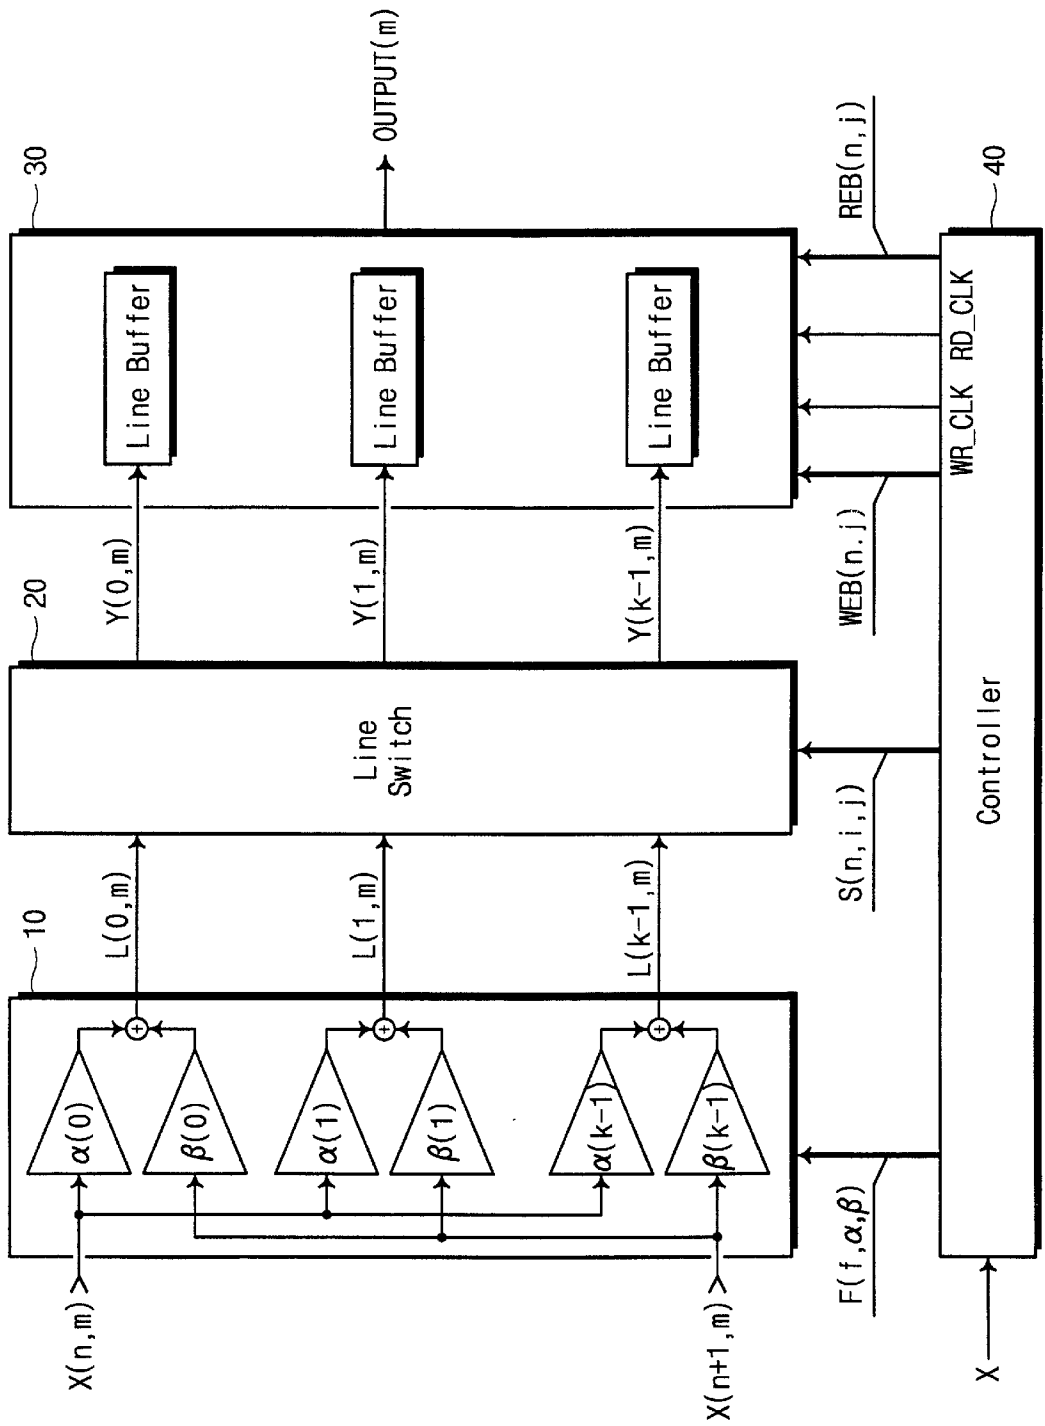 X(n,m)
X(n+1,m)
10
α(0)
β(0)
α(1)
β(1)
α(k-1)
β(k-1)
+
+
+
L(0,m)
L(1,m)
L(k-1,m)
20
Line
Switch
Y(0,m)
Y(1,m)
Y(k-1,m)
30
Line Buffer
Line Buffer
Line Buffer
OUTPUT(m)
F(f,α,β)
S(n,i,j)
WEB(n.j)
REB(n,j)
X
Controller
WR_CLK
RD_CLK
40